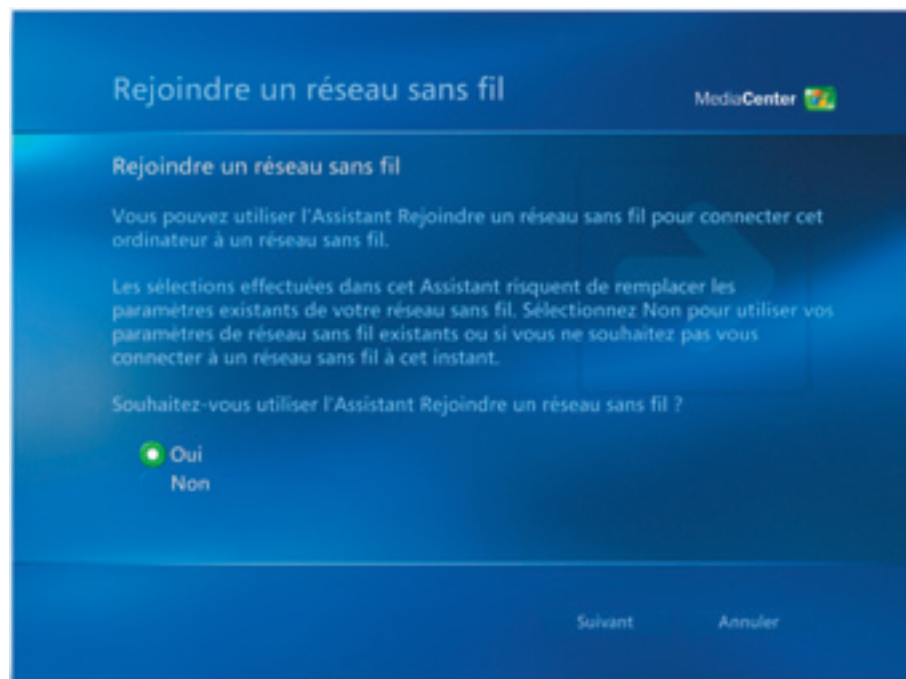 Rejoindre un réseau sans fil
MediaCenter
Rejoindre un réseau sans fil
Vous pouvez utiliser l'Assistant Rejoindre un réseau sans fil pour connecter cet
ordinateur à un réseau sans fil.
Les sélections effectuées dans cet Assistant risquent de remplacer les
paramètres existants de votre réseau sans fil. Sélectionnez Non pour utiliser vos
paramètres de réseau sans fil existants ou si vous ne souhaitez pas vous
connecter à un réseau sans fil à cet instant.
Souhaitez-vous utiliser l'Assistant Rejoindre un réseau sans fil ?
Oui
Non
Suivant Annuler